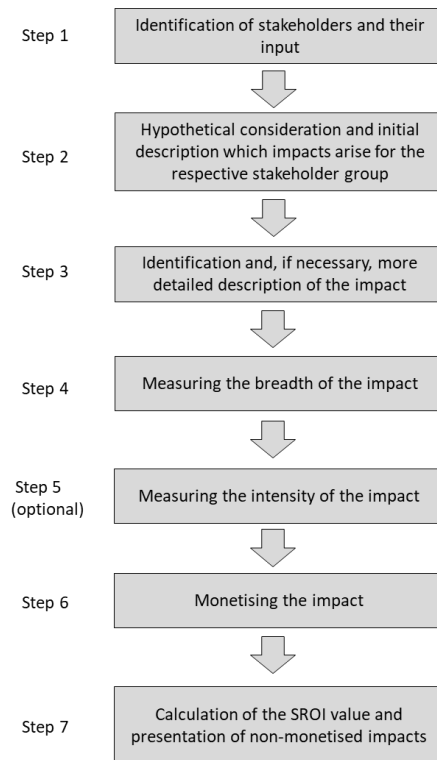 Step 1
Identification of stakeholders and their
input
Step 2
Hypothetical consideration and initial
description which impacts arise for the
respective stakeholder group
Step 3
Identification and, if necessary, more
detailed description of the impact
Step 4
Measuring the breadth of the impact
Step 5
(optional)
Measuring the intensity of the impact
Step 6
Monetising the impact
Step 7
Calculation of the SROI value and
presentation of non-monetised impacts